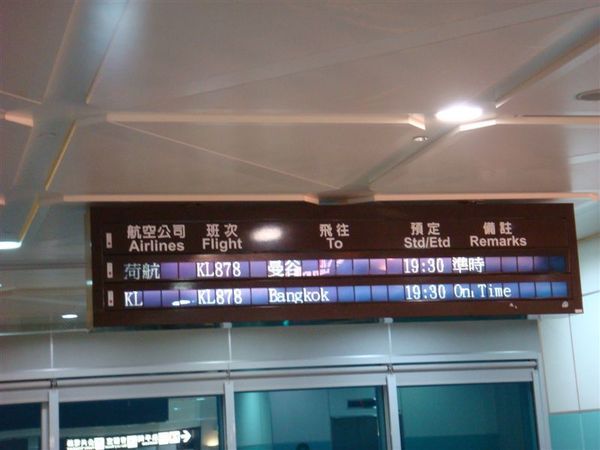 航空公司 班次 飛往 預定 備註
Airlines Flight To Std/Etd Remarks
荷航 KL878 曼谷 19:30 準時
KL KL878 Bangkok 19:30 On Time